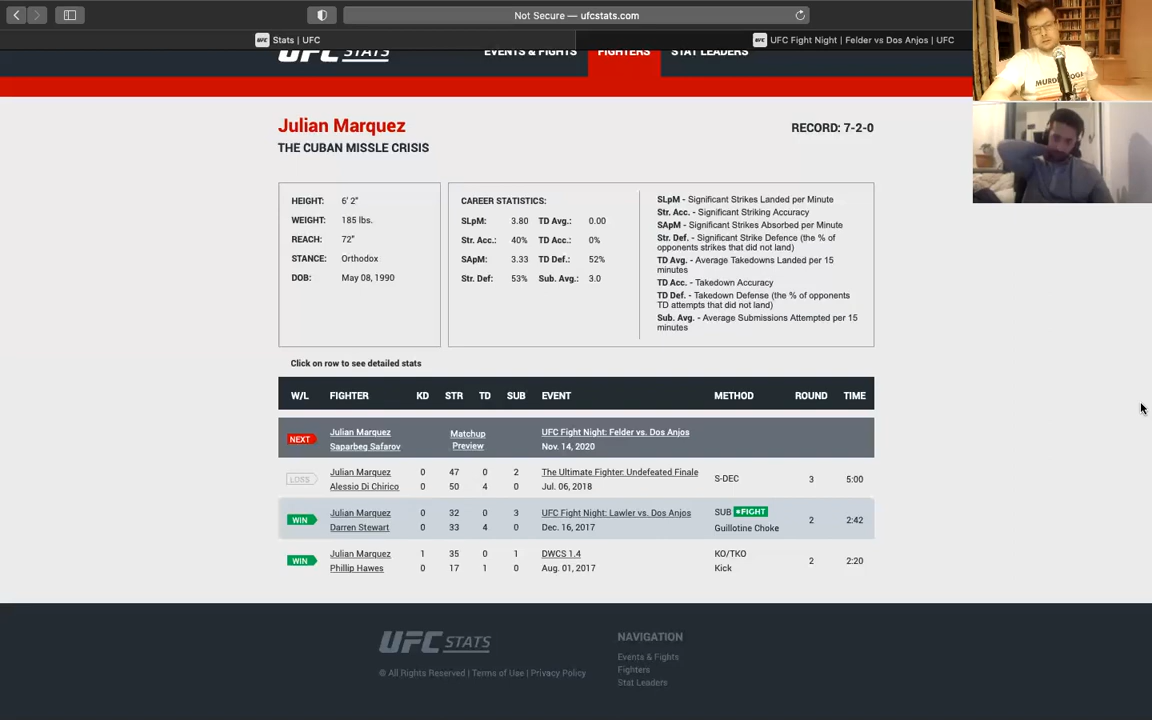 Not Secure — ufcstats.com
Stats | UFC
UFC Fight Night | Felder vs Dos Anjos | UFC
UFC STATS
EVENTS & FIGHTS FIGHTERS STAT LEADERS
Julian Marquez
RECORD: 7-2-0
THE CUBAN MISSLE CRISIS
HEIGHT: 6' 2"
WEIGHT: 185 lbs.
REACH: 72"
STANCE: Orthodox
DOB: May 08, 1990
CAREER STATISTICS:
SLpM: 3.80 TD Avg.: 0.00
Str. Acc.: 40% TD Acc.: 0%
SApM: 3.33 TD Def.: 52%
Str. Def: 53% Sub. Avg.: 3.0
SLpM - Significant Strikes Landed per Minute
Str. Acc. - Significant Striking Accuracy
SApM - Significant Strikes Absorbed per Minute
Str. Def. - Significant Strike Defence (the % of
opponents strikes that did not land)
TD Avg. - Average Takedowns Landed per 15
minutes
TD Acc. - Takedown Accuracy
TD Def. - Takedown Defense (the % of opponents
TD attempts that did not land)
Sub. Avg. - Average Submissions Attempted per 15
minutes
Click on row to see detailed stats
W/L FIGHTER KD STR TD SUB EVENT METHOD ROUND TIME
NEXT Julian Marquez Matchup UFC Fight Night: Felder vs. Dos Anjos
Saparbeg Safarov Preview Nov. 14, 2020
LOSS Julian Marquez 0 47 0 2 The Ultimate Fighter: Undefeated Finale S-DEC 3 5:00
Alessio Di Chirico 0 50 4 0 Jul. 06, 2018
WIN Julian Marquez 0 32 0 3 UFC Fight Night: Lawler vs. Dos Anjos SUB FIGHT 2 2:42
Darren Stewart 0 33 4 0 Dec. 16, 2017 Guillotine Choke
WIN Julian Marquez 1 35 0 1 DWCS 1.4 KO/TKO 2 2:20
Phillip Hawes 0 17 1 0 Aug. 01, 2017 Kick
UFC STATS
NAVIGATION
Events & Fights
Fighters
Stat Leaders
© All Rights Reserved | Terms of Use | Privacy Policy